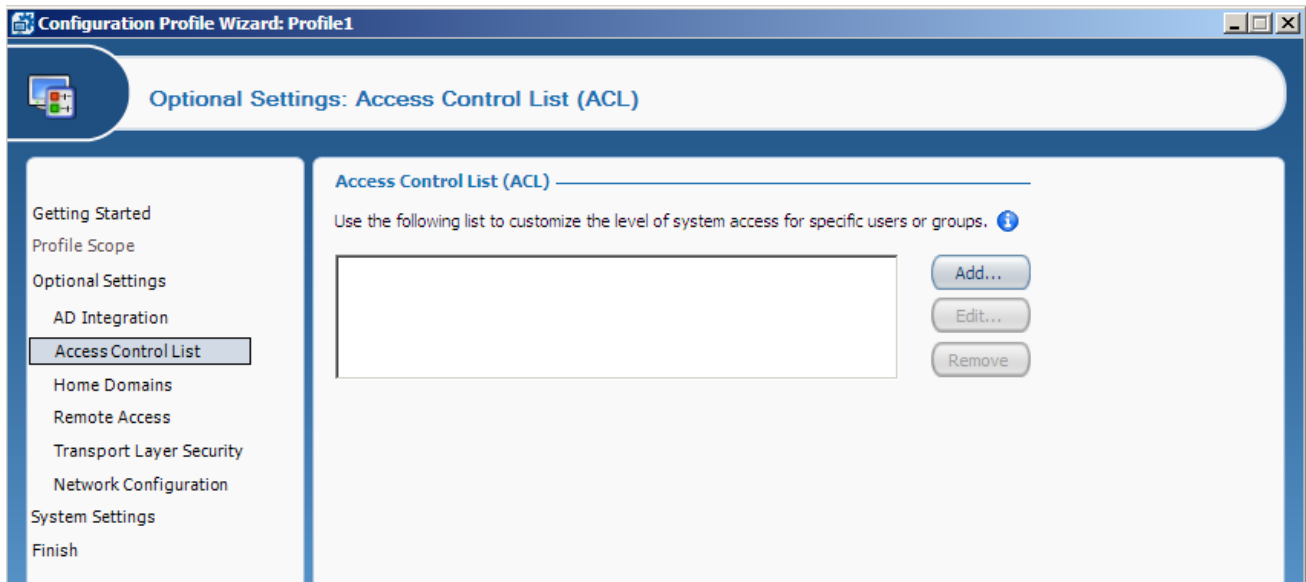 Configuration Profile Wizard: Profile1
Optional Settings: Access Control List (ACL)
Getting Started
Profile Scope
Optional Settings
AD Integration
Access Control List
Home Domains
Remote Access
Transport Layer Security
Network Configuration
System Settings
Finish
Access Control List (ACL)
Use the following list to customize the level of system access for specific users or groups.
Add...
Edit...
Remove